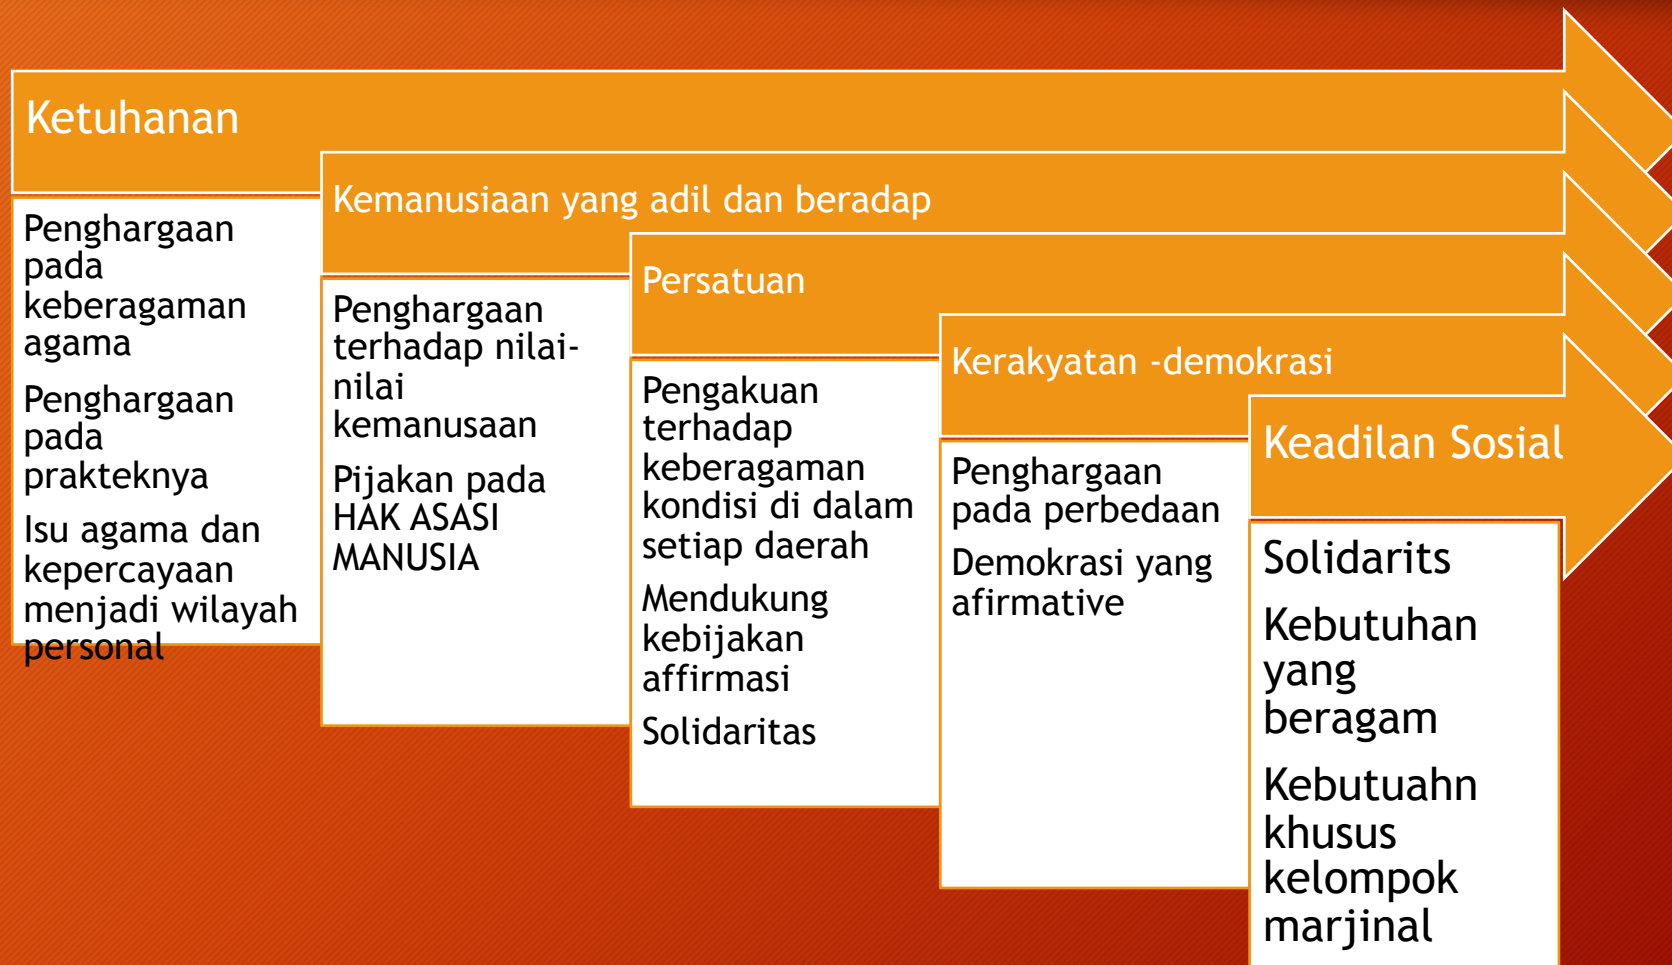 Ketuhanan
Penghargaan
pada
keberagaman
agama
Penghargaan
pada
prakteknya
Isu agama dan
kepercayaan
menjadi wilayah
personal
Kemanusiaan yang adil dan beradap
Penghargaan
terhadap nilai-
nilai
kemanusaan
Pijakan pada
HAK ASASI
MANUSIA
Persatuan
Pengakuan
terhadap
keberagaman
kondisi di dalam
setiap daerah
Mendukung
kebijakan
affirmasi
Solidaritas
Kerakyatan -demokrasi
Penghargaan
pada perbedaan
Demokrasi yang
afirmative
Keadilan Sosial
Solidarits
Kebutuhan
yang
beragam
Kebutuahn
khusus
kelompok
marjinal